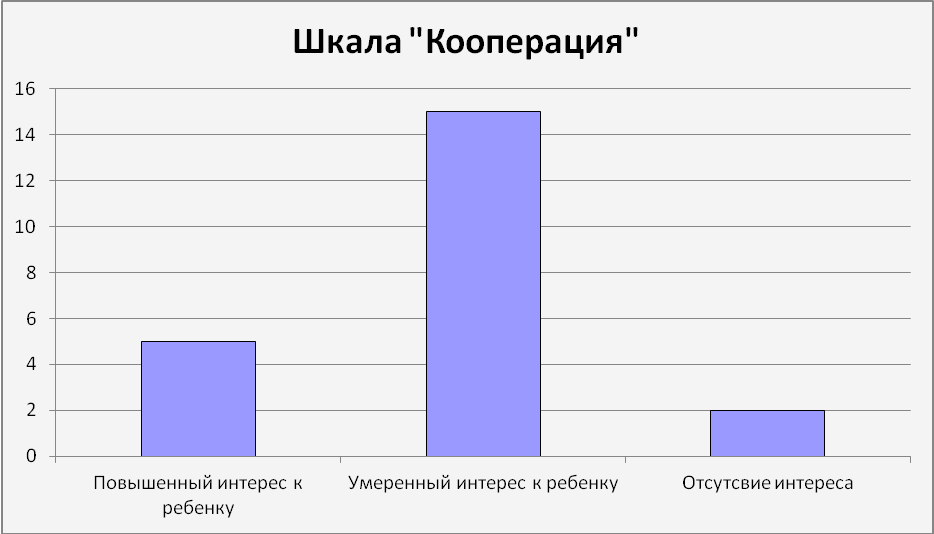 Шкала "Кооперация"
16
14
12
10
8
6
4
2
0
Повышенный интерес к
ребенку
Умеренный интерес к ребенку
Отсутсвие интереса